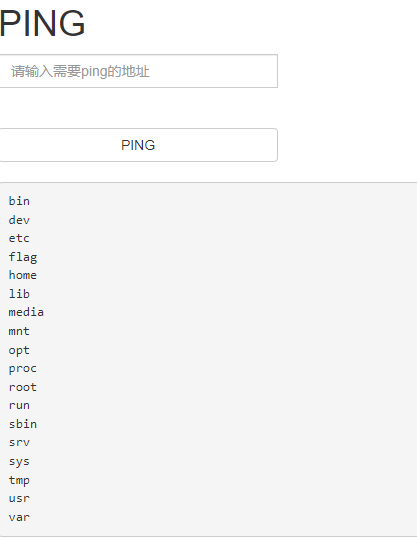 PING
请输入需要ping的地址
PING
bin
dev
etc
flag
home
lib
media
mnt
opt
proc
root
run
sbin
srv
sys
tmp
usr
var